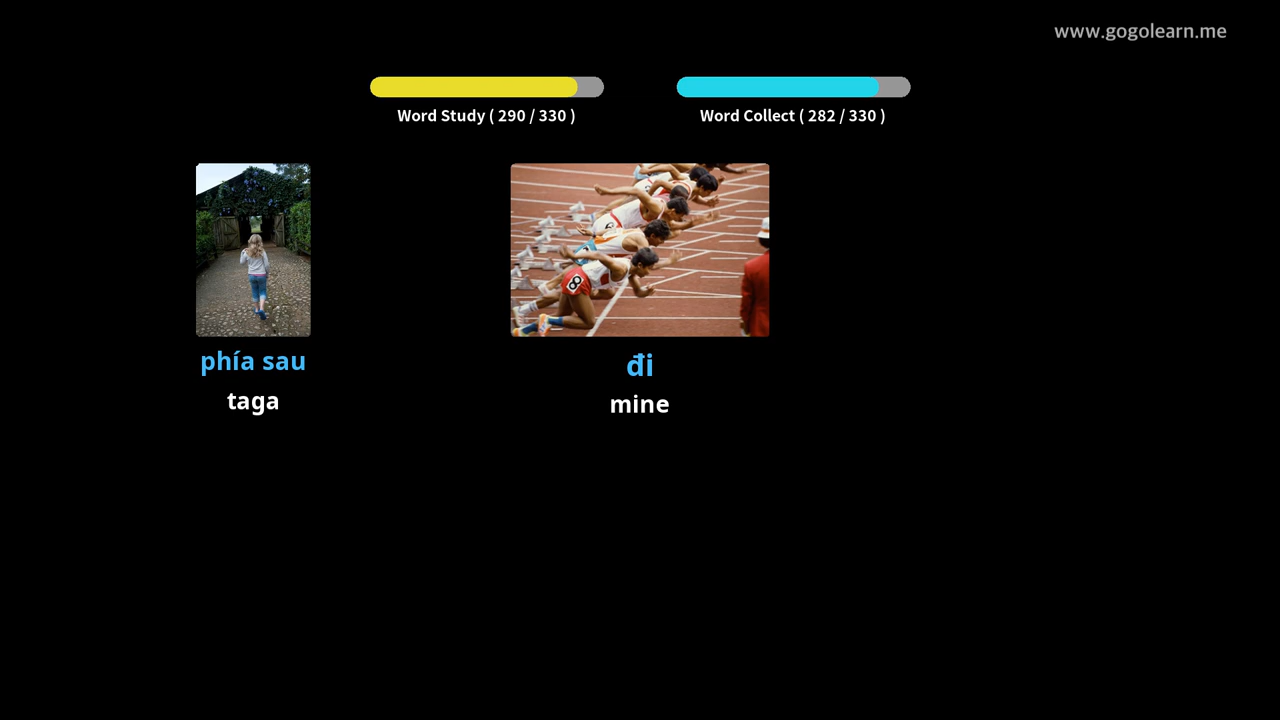 www.gogolearn.me
Word Study ( 290 / 330 )
Word Collect ( 282 / 330 )
phía sau
taga
đi
mine